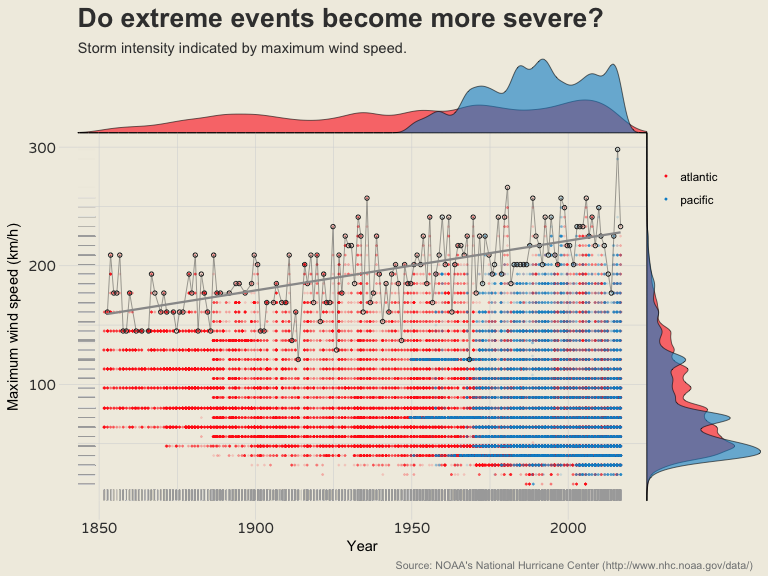 Do extreme events become more severe?
Storm intensity indicated by maximum wind speed.
300
200
100
Maximum wind speed (km/h)
atlantic
pacific
1850 1900 1950 2000
Year
Source: NOAA's National Hurricane Center (http://www.nhc.noaa.gov/data/)